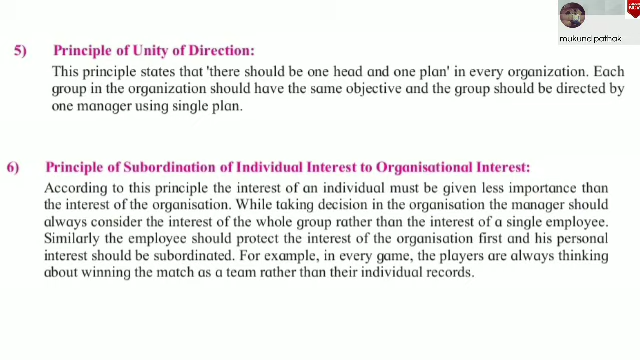 mukund pathak
5) Principle of Unity of Direction:
This principle states that 'there should be one head and one plan' in every organization. Each
group in the organization should have the same objective and the group should be directed by
one manager using single plan.
6) Principle of Subordination of Individual Interest to Organisational Interest:
According to this principle the interest of an individual must be given less importance than
the interest of the organisation. While taking decision in the organisation the manager should
always consider the interest of the whole group rather than the interest of a single employee.
Similarly the employee should protect the interest of the organisation first and his personal
interest should be subordinated. For example, in every game, the players are always thinking
about winning the match as a team rather than their individual records.